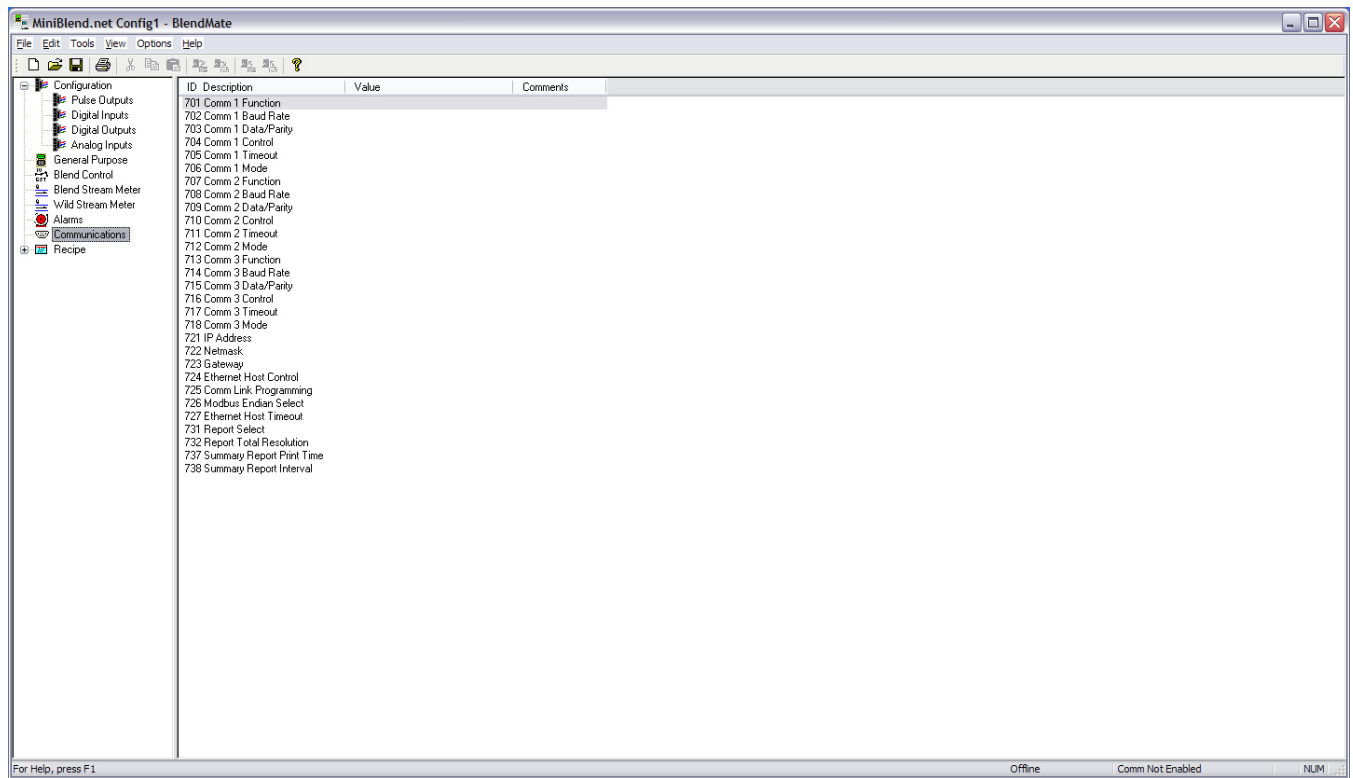 MiniBlend.net Config1 - BlendMate
File Edit Tools View Options Help
Configuration
Pulse Outputs
Digital Inputs
Digital Outputs
Analog Inputs
General Purpose
Blend Control
Blend Stream Meter
Wild Stream Meter
Alarms
Communications
Recipe
ID Description Value Comments
701 Comm 1 Function
702 Comm 1 Baud Rate
703 Comm 1 Data/Parity
704 Comm 1 Control
705 Comm 1 Timeout
706 Comm 1 Mode
707 Comm 2 Function
708 Comm 2 Baud Rate
709 Comm 2 Data/Parity
710 Comm 2 Control
711 Comm 2 Timeout
712 Comm 2 Mode
713 Comm 3 Function
714 Comm 3 Baud Rate
715 Comm 3 Data/Parity
716 Comm 3 Control
717 Comm 3 Timeout
718 Comm 3 Mode
721 IP Address
722 Netmask
723 Gateway
724 Ethernet Host Control
725 Comm Link Programming
726 Modbus Endian Select
727 Ethernet Host Timeout
731 Report Select
732 Report Total Resolution
737 Summary Report Print Time
738 Summary Report Interval
For Help, press F1 Offline Comm Not Enabled NUM